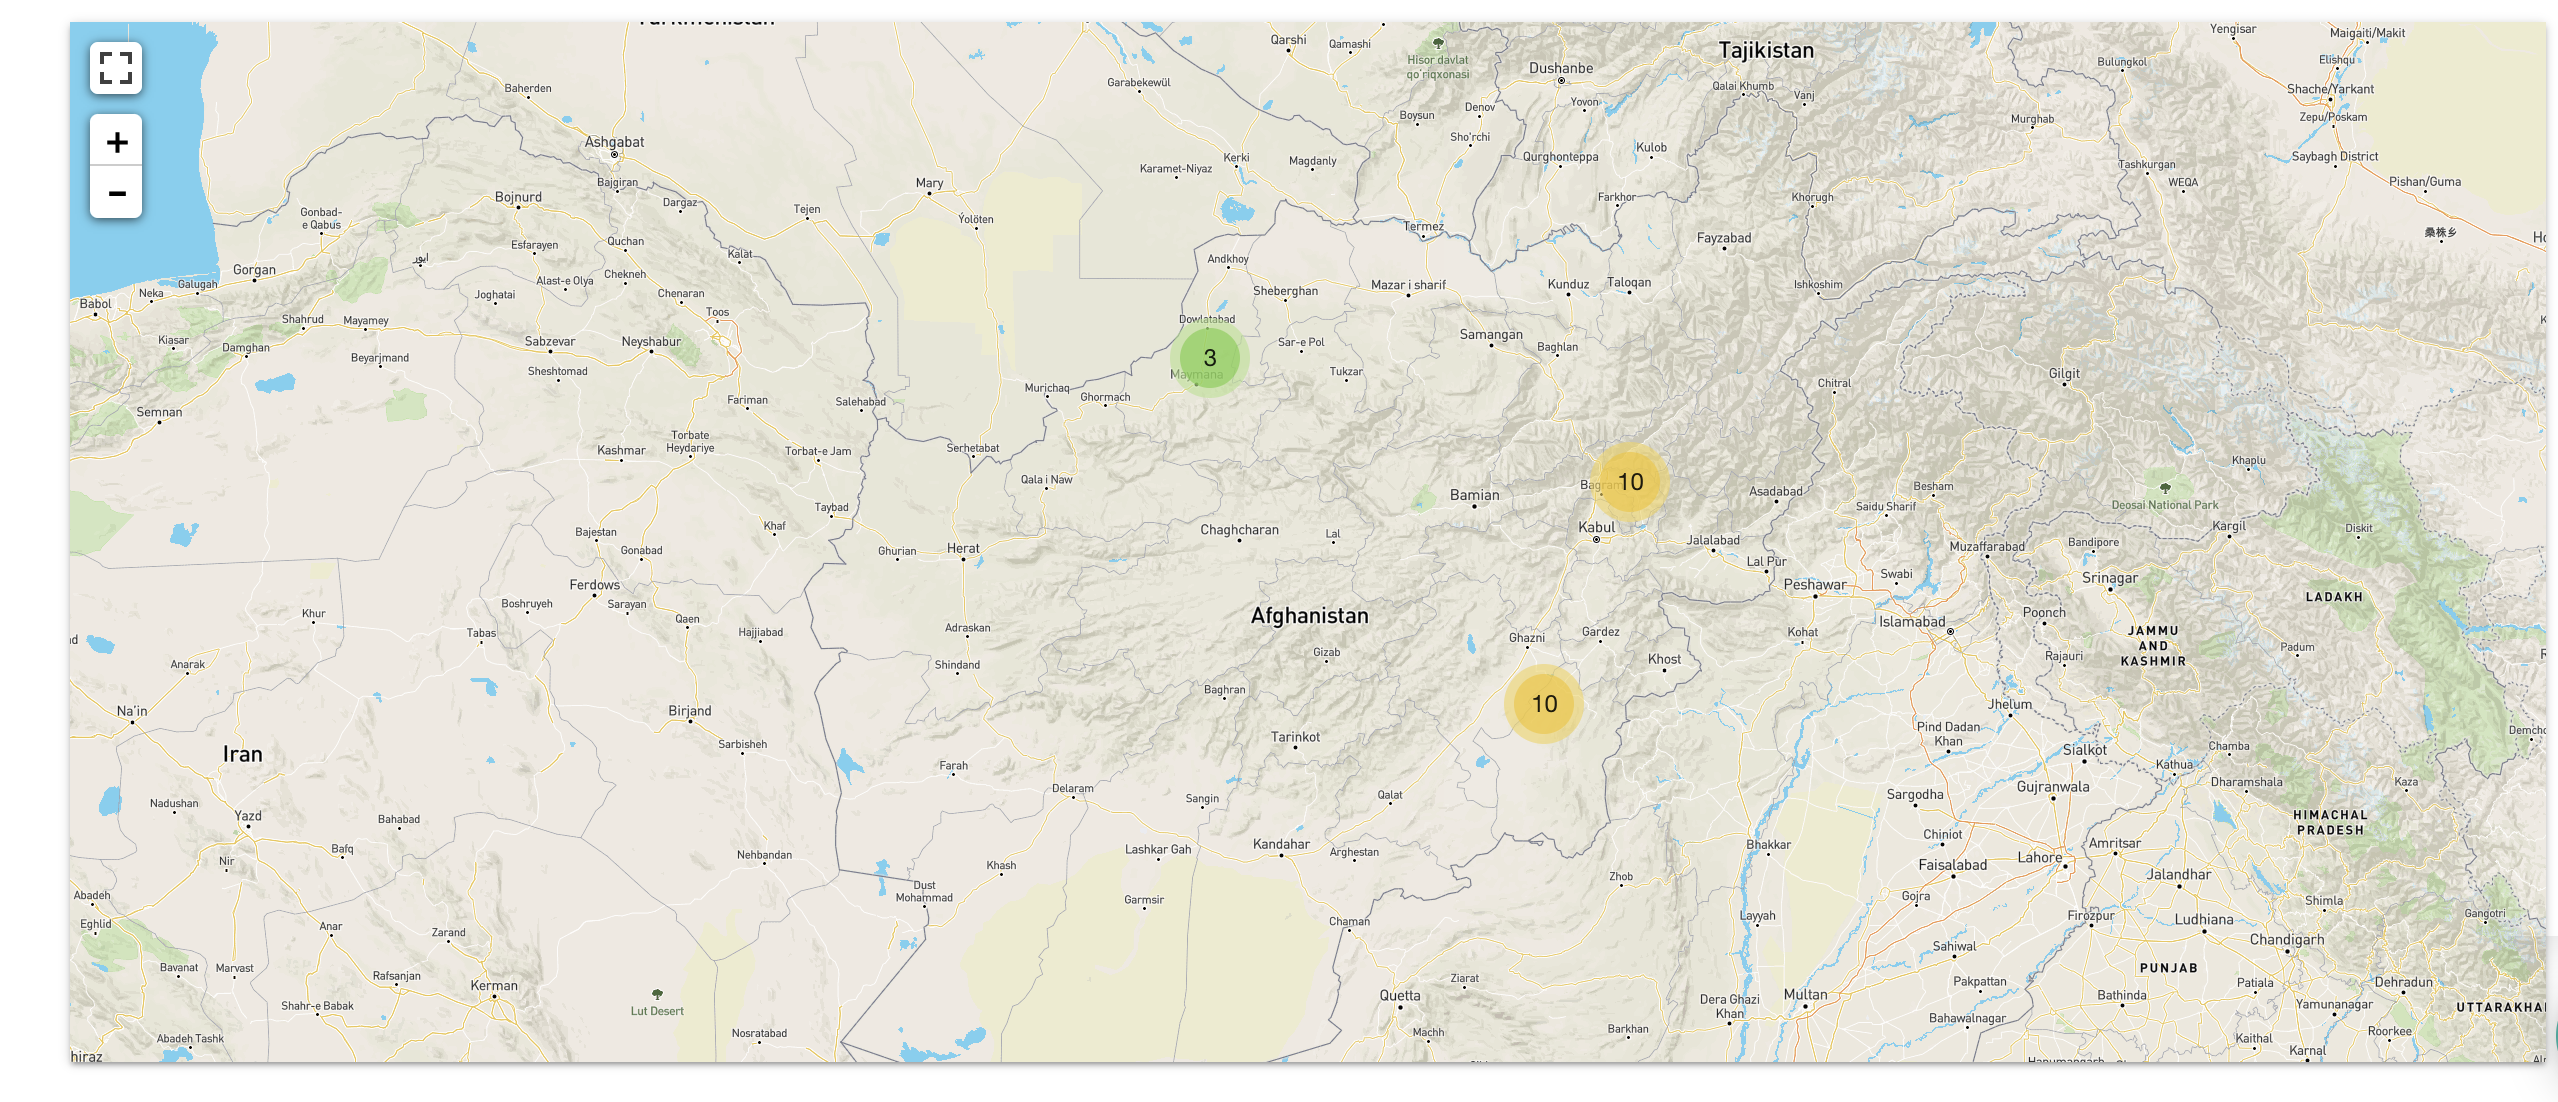 Turkmenistan
+
-
Tajikistan
Qarshi
Qamashi
Hisor davlat
qo'riqxonasi
Dushanbe
Yengisar
Maigaiti/Makit
Bulungkol
Elishqu
Garabekewül
Baherden
Qalai Khumb
Vanj
Shache/Yarkant
Denov
Yovon
Boysun
Zepu/Poskam
Murghab
Ashgabat
Sho'rchi
Kulob
Kerki
Magdanly
Qurghonteppa
Saybagh District
Karamet-Niyaz
Tashkurgan
Bajgiran
Mary
WEQA
Pishan/Guma
Bojnurd
Dargaz
Farkhor
Khorugh
Gonbad-
e Qabus
Tejen
Ýolöten
Termez
桑株乡
Esfarayen
Quchan
Kalat
Fayzabad
ابور
Andkhoy
Gorgan
Chekneh
Alast-e Olya
Galugah
Neka
Joghatai
Chenaran
Sheberghan
Mazar i sharif
Kunduz
Taloqan
Ishkoshim
Babol
Toos
Shahrud
Mayamey
Dowlatabad
Kiasar
Damghan
Sabzevar
Neyshabur
Samangan
Sar-e Pol
Baghlan
3
Beyarjmand
Sheshtomad
Maymana
Tukzar
Gilgit
Chitral
Murichaq
Ghormach
Semnan
Fariman
Salehabad
Torbate
Heydariye
Kashmar
Torbat-e Jam
Serhetabat
Khaplu
Qala i Naw
10
Bagram
Bamian
Asadabad
Besham
Saidu Sharif
Deosai National Park
Taybad
Khaf
Bajestan
Kabul
Kargil
Diskit
Chaghcharan
Lal
Jalalabad
Gonabad
Ghurian
Herat
Muzaffarabad
Bandipore
Lal Pur
Ferdows
Peshawar
Swabi
Srinagar
LADAKH
Boshruyeh
Sarayan
Khur
Afghanistan
Poonch
Islamabad
Qaen
Tabas
Hajjiabad
Adraskan
Ghazni
Gardez
Kohat
JAMMU
AND
KASHMIR
Padum
Anarak
Shindand
Gizab
Khost
Rajauri
Baghran
10
Na'in
Birjand
Jhelum
Pind Dadan
Khan
Iran
Sarbisheh
Tarinkot
Sialkot
Chamba
Kathua
Farah
Dharamshala
Kaza
Delaram
Sangin
Qalat
Sargodha
Gujranwala
Nadushan
Yazd
Bahabad
HIMACHAL
PRADESH
Chiniot
Bafq
Nir
Nehbandan
Khash
Lashkar Gah
Kandahar
Arghestan
Bhakkar
Amritsar
Lahore
Faisalabad
Zhob
Jalandhar
Dust
Mohammad
Abadeh
Garmsir
Gojra
Shimla
Eghlid
Anar
Chaman
Layyah
Firozpur
Ludhiana
Gangotri
Zarand
Sahiwal
Chandigarh
Bavanat
Marvast
Rafsanjan
Kerman
Ziarat
PUNJAB
Pakpattan
Patiala
Dehradun
Quetta
Multan
Bathinda
Shahr-e Babak
Lut Desert
Dera Ghazi
Khan
Yamunanagar
Bahawalnagar
Nosratabad
Machh
Barkhan
Abadeh Tashk
Kaithal
Roorkee
Karnal
hiraz